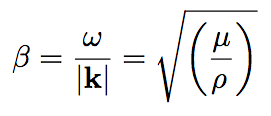 β = ω/|𝐤| = √(μ/ρ)